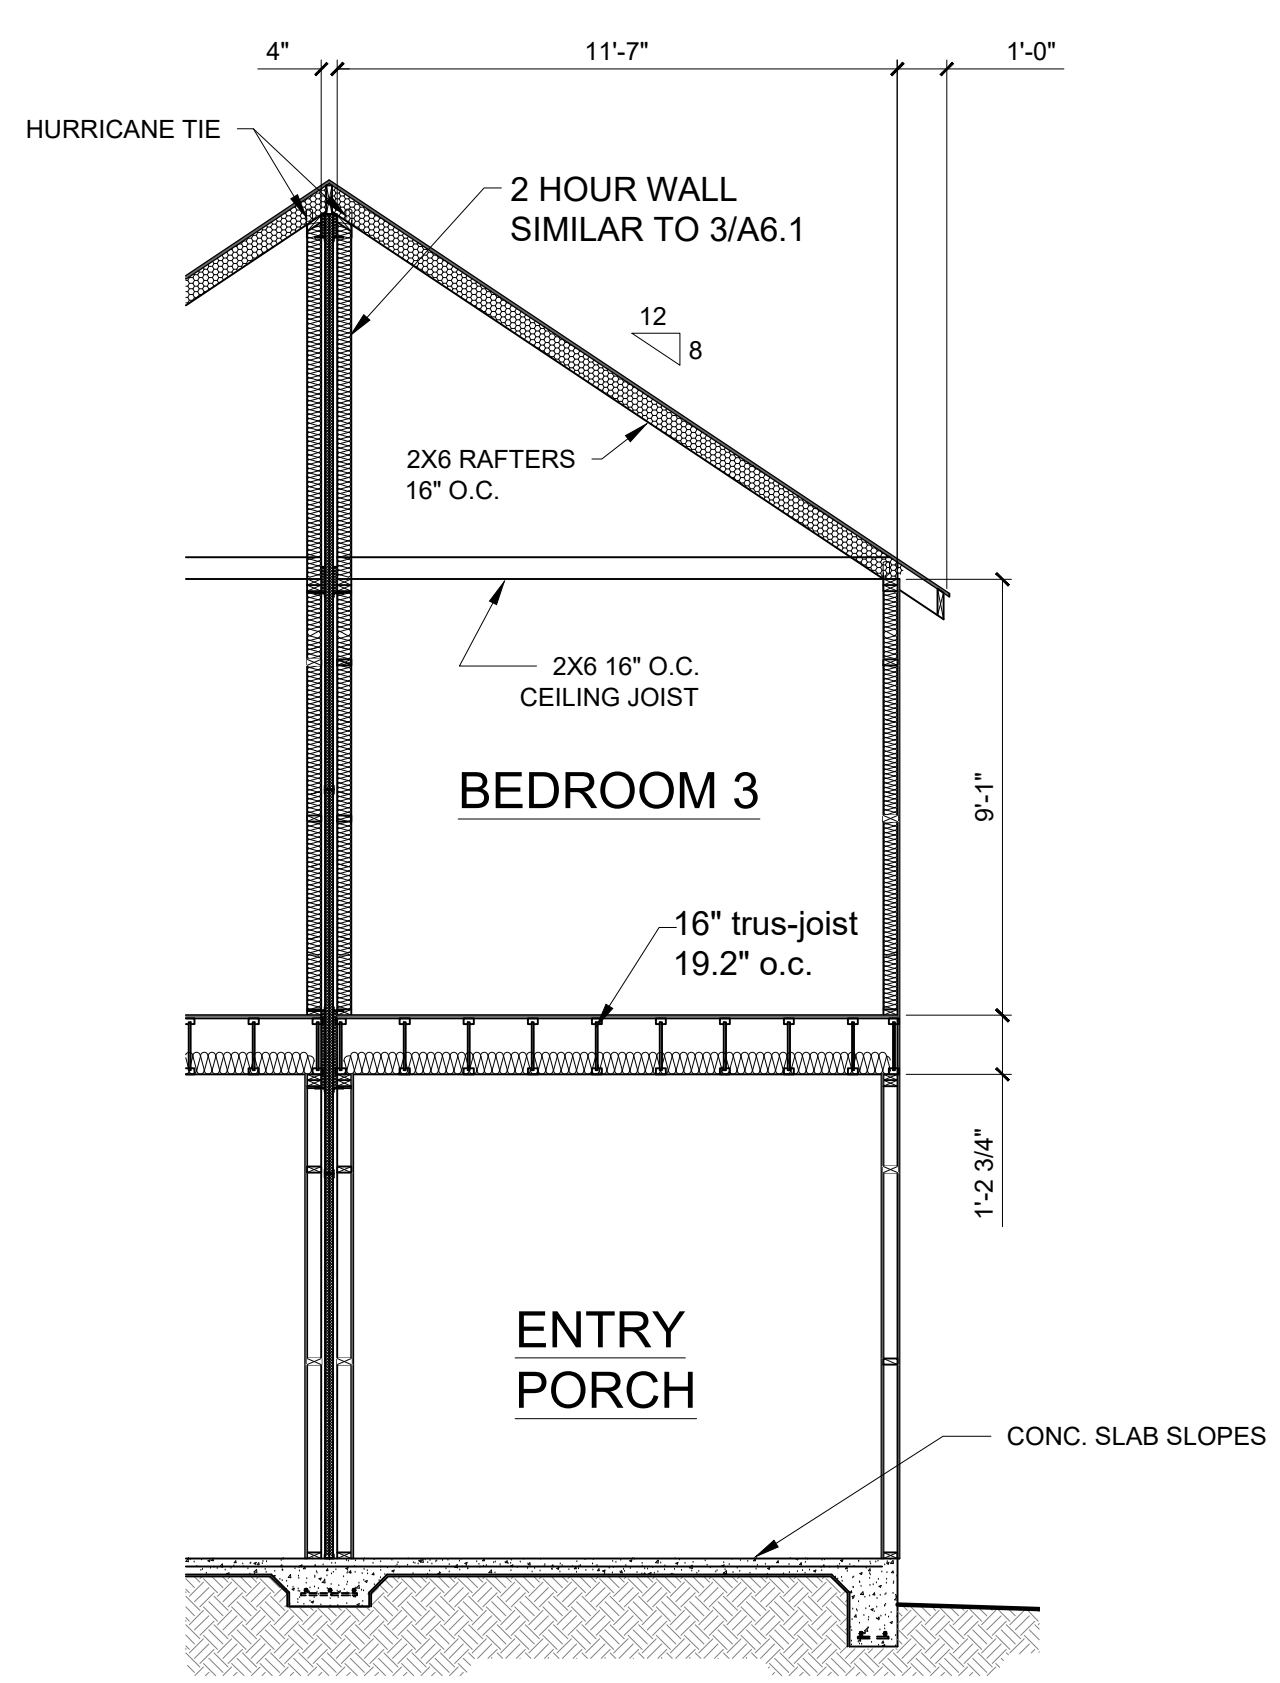 4"
11'-7"
1'-0"
HURRICANE TIE
2 HOUR WALL
SIMILAR TO 3/A6.1
12
8
2X6 RAFTERS
16" O.C.
2X6 16" O.C.
CEILING JOIST
BEDROOM 3
9'-1"
16" trus-joist
19.2" o.c.
1'-2 3/4"
ENTRY
PORCH
CONC. SLAB SLOPES